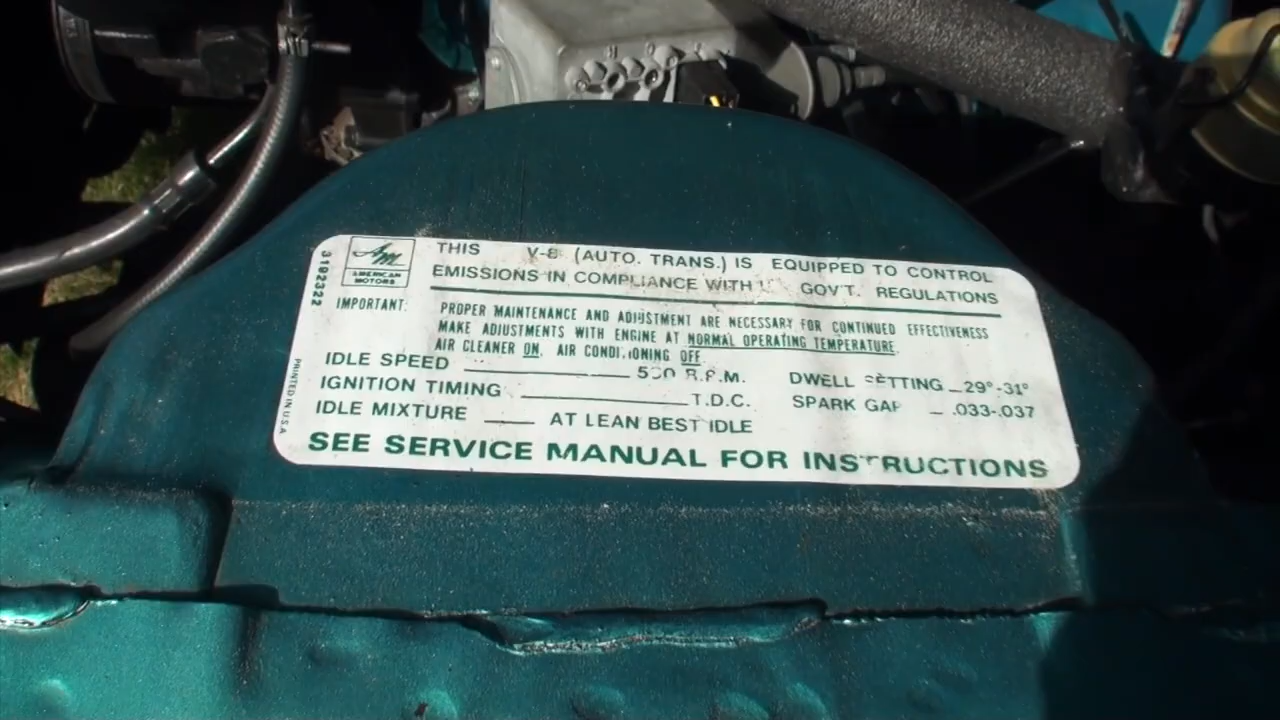 3192322
AM
AMERICAN
MOTORS
THIS V-8 (AUTO. TRANS.) IS EQUIPPED TO CONTROL
EMISSIONS IN COMPLIANCE WITH GOV'T. REGULATIONS
IMPORTANT: PROPER MAINTENANCE AND ADJUSTMENT ARE NECESSARY FOR CONTINUED EFFECTIVENESS
MAKE ADJUSTMENTS WITH ENGINE AT NORMAL OPERATING TEMPERATURE.
AIR CLEANER ON, AIR CONDITIONING OFF.
IDLE SPEED R.P.M. DWELL SETTING 29°-31°
IGNITION TIMING T.D.C. SPARK GAP .033-.037
IDLE MIXTURE AT LEAN BEST IDLE
SEE SERVICE MANUAL FOR INSTRUCTIONS
PRINTED IN U.S.A.